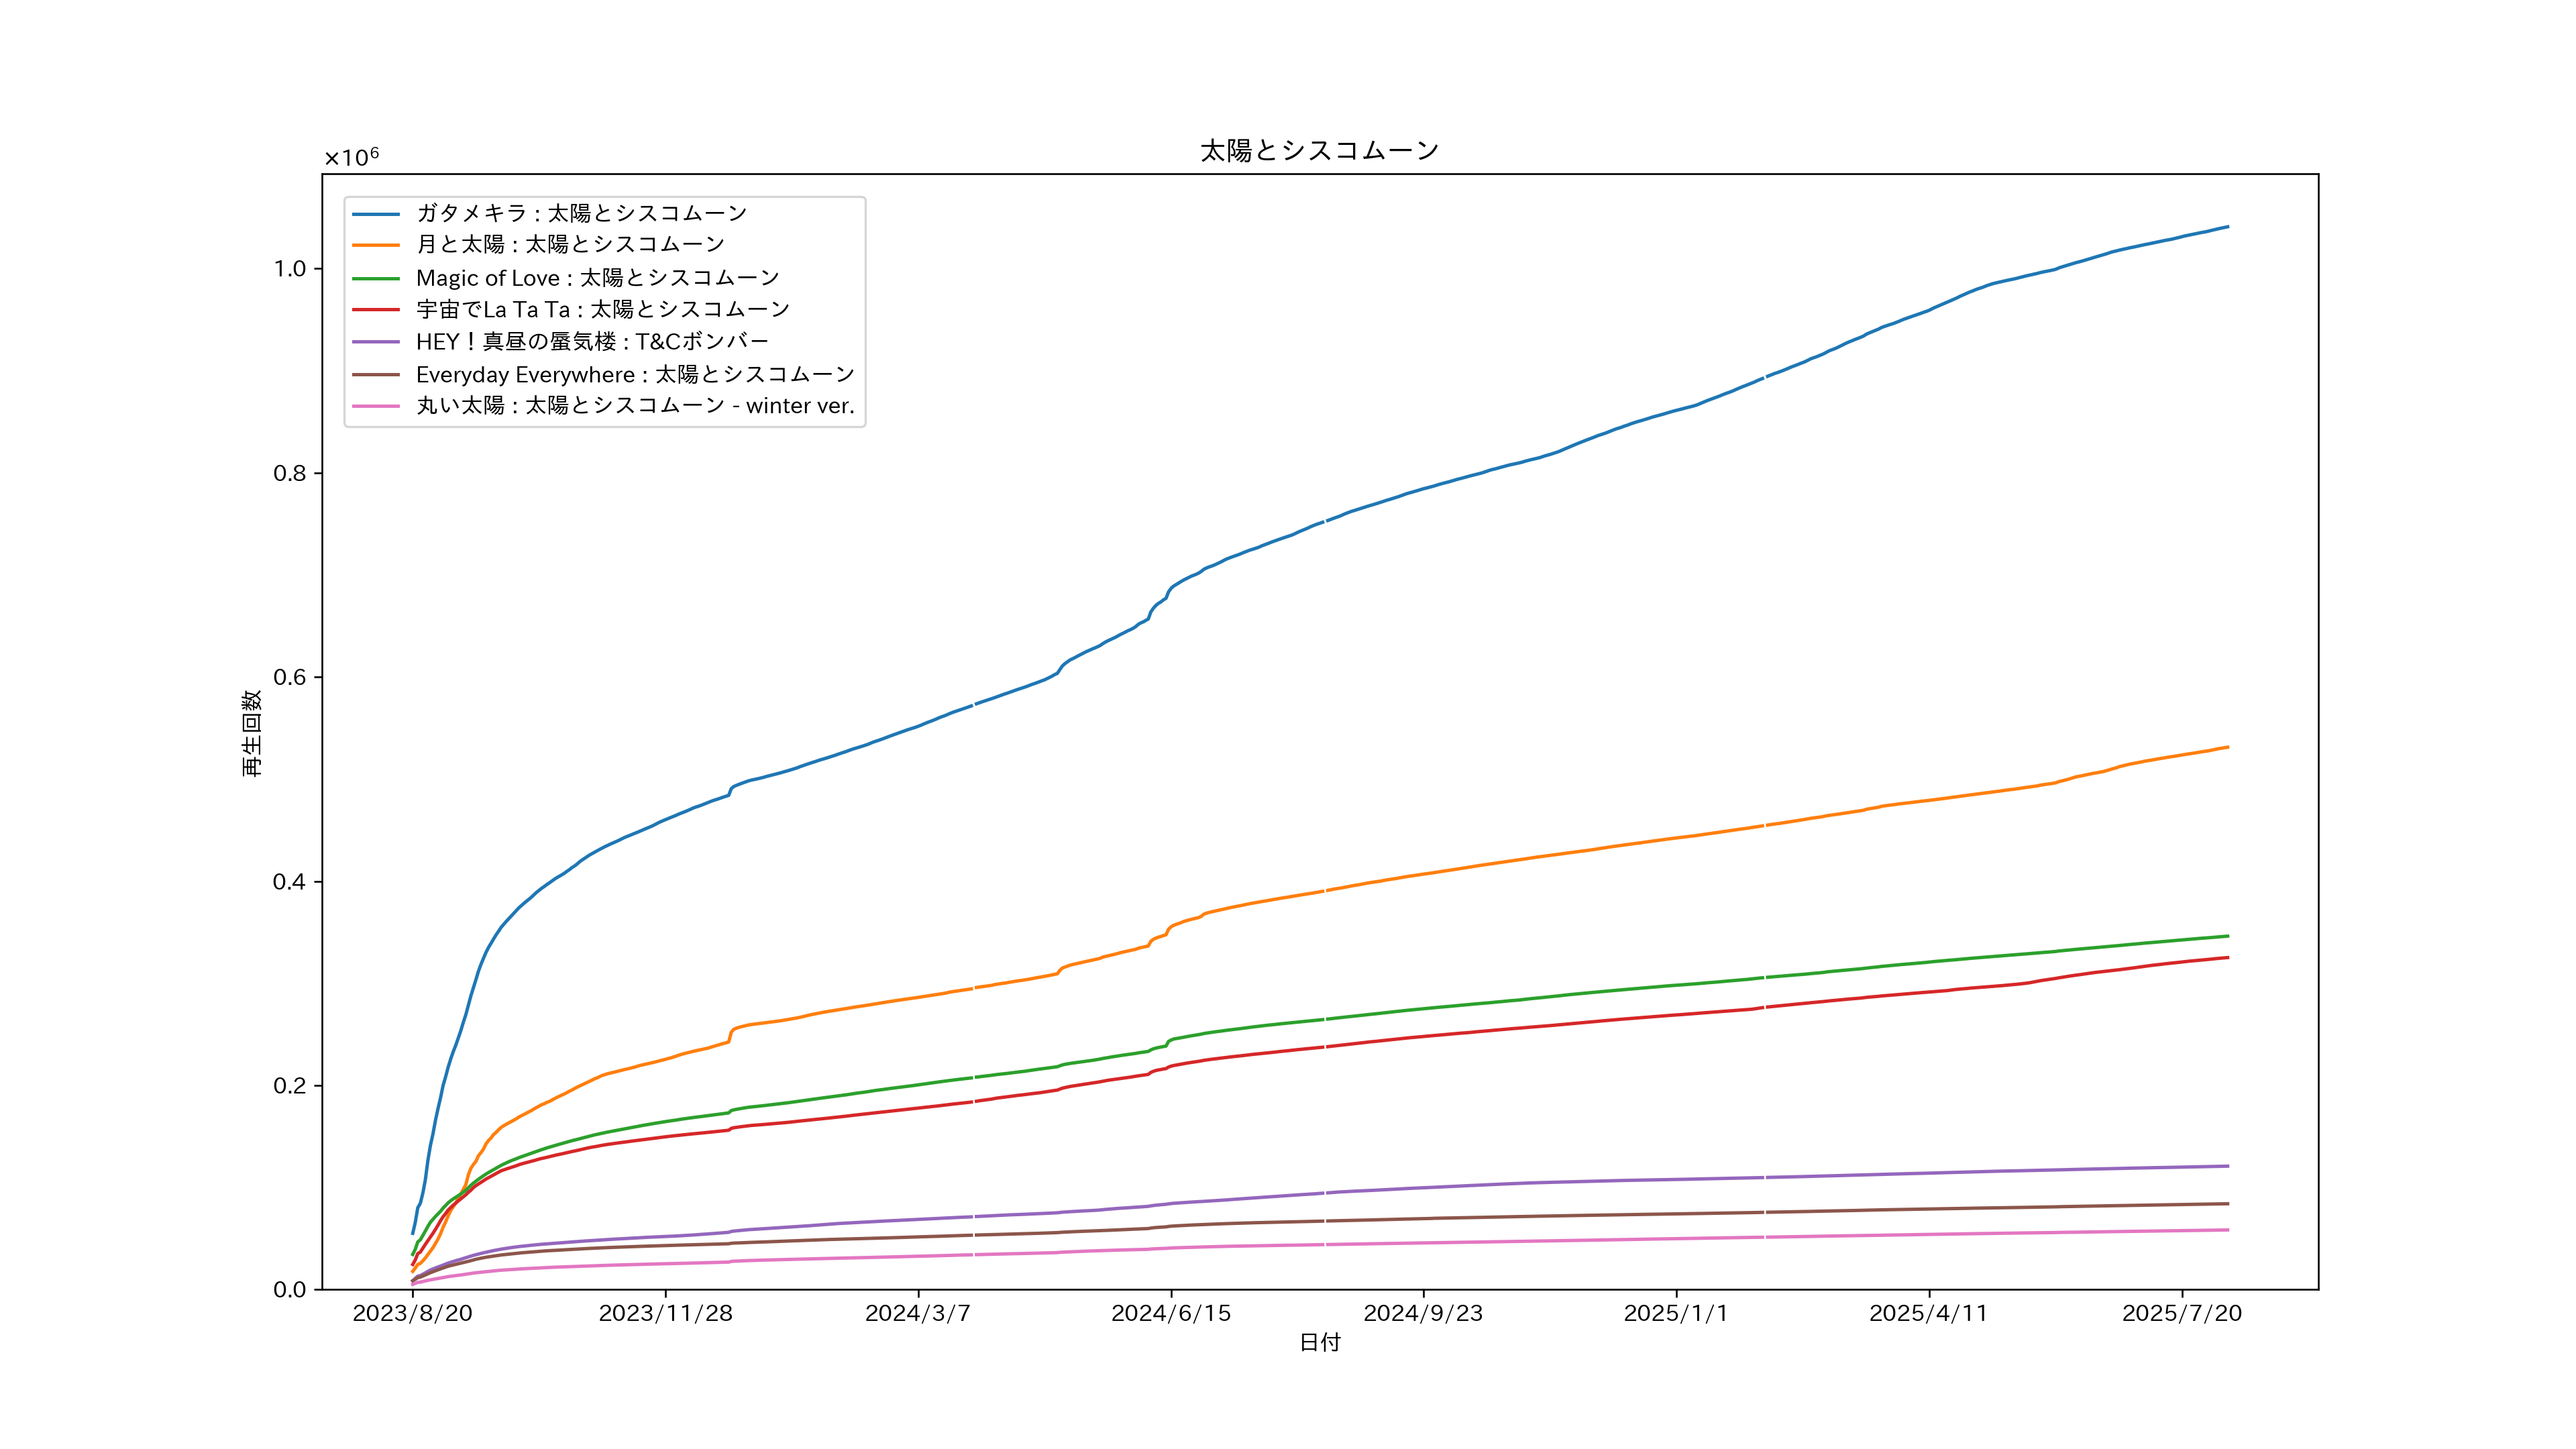 太陽とシスコムーン
×10⁶
ガタメキラ : 太陽とシスコムーン
月と太陽 : 太陽とシスコムーン
Magic of Love : 太陽とシスコムーン
宇宙でLa Ta Ta : 太陽とシスコムーン
HEY！真昼の蜃気楼 : T&Cボンバー
Everyday Everywhere : 太陽とシスコムーン
丸い太陽 : 太陽とシスコムーン - winter ver.
1.0
0.8
0.6
0.4
0.2
0.0
再生回数
2023/8/20 2023/11/28 2024/3/7 2024/6/15 2024/9/23 2025/1/1 2025/4/11 2025/7/20
日付